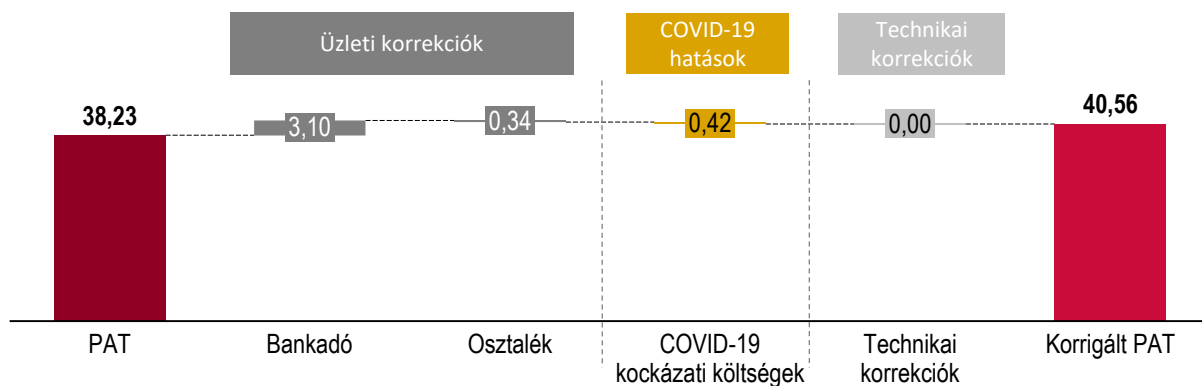 Üzleti korrekciók
COVID-19
hatások
Technikai
korrekciók
38,23
3,10
0,34
0,42
0,00
40,56
PAT
Bankadó
Osztalék
COVID-19
kockázati költségek
Technikai
korrekciók
Korrigált PAT